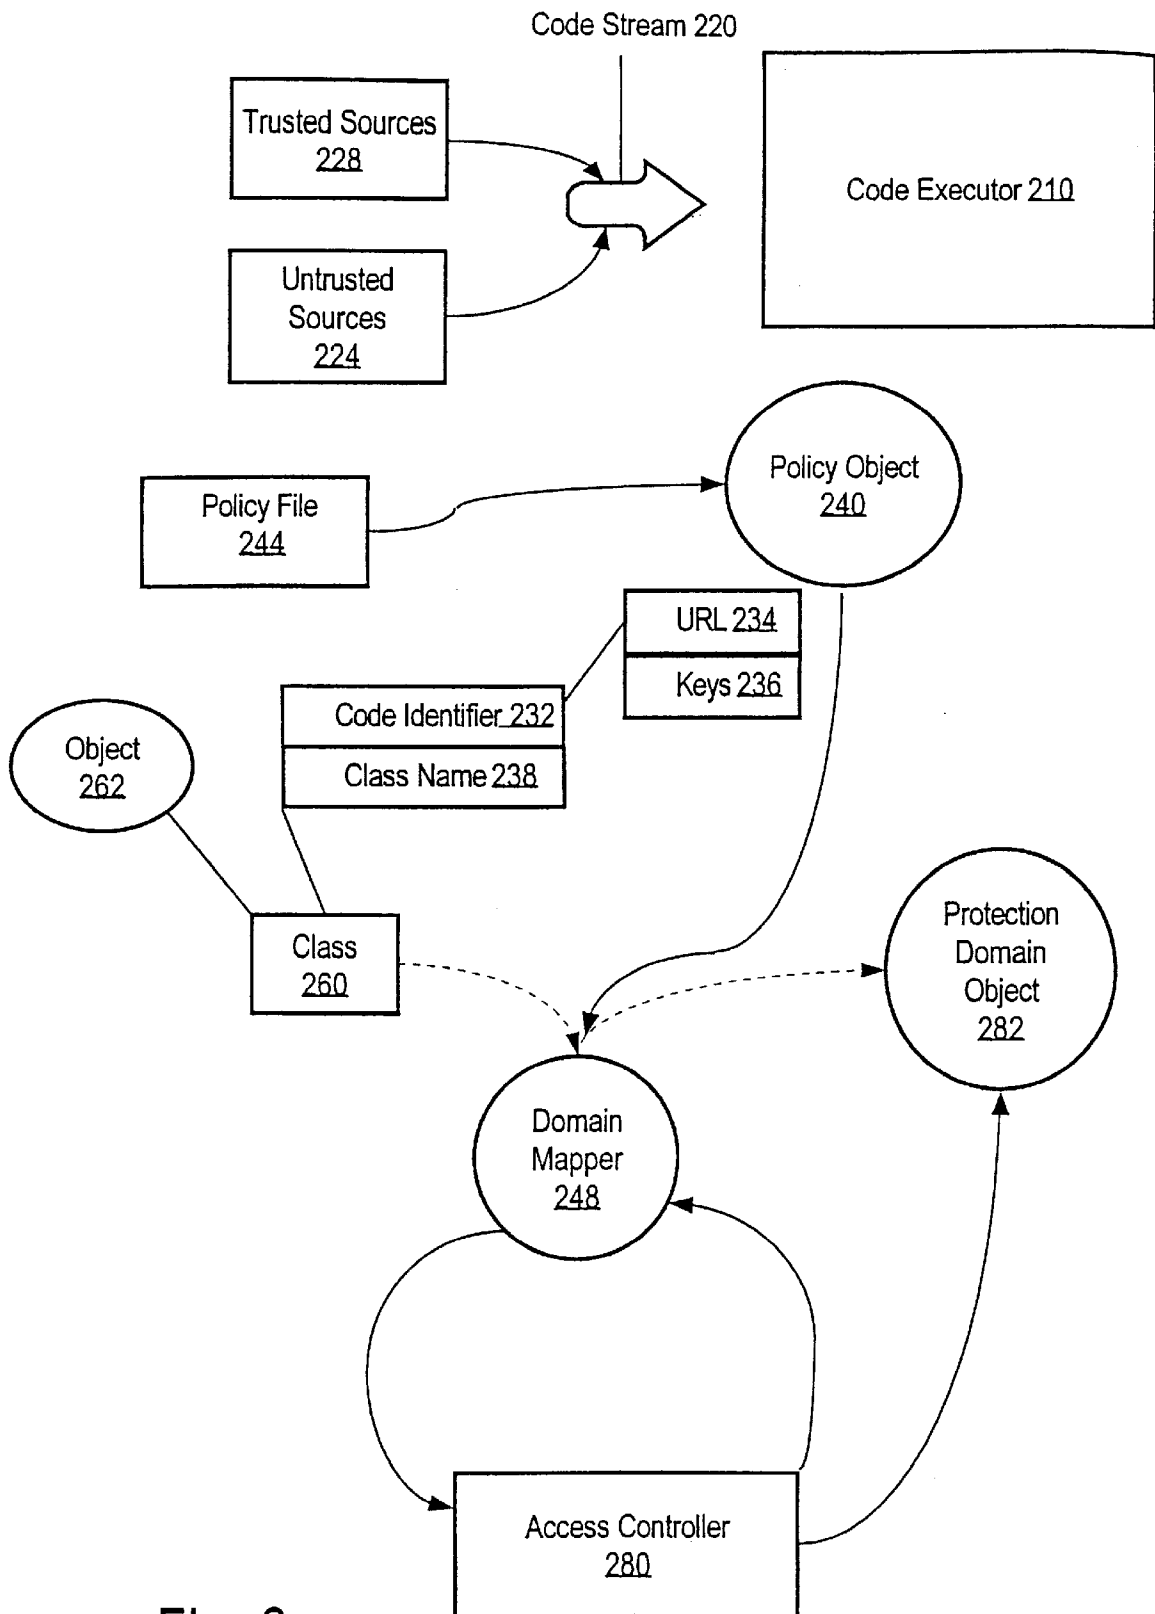 Code Stream 220
Trusted Sources
228
Code Executor 210
Untrusted
Sources
224
Policy Object
240
Policy File
244
URL 234
Keys 236
Code Identifier 232
Class Name 238
Object
262
Protection
Domain
Object
282
Class
260
Domain
Mapper
248
Access Controller
280